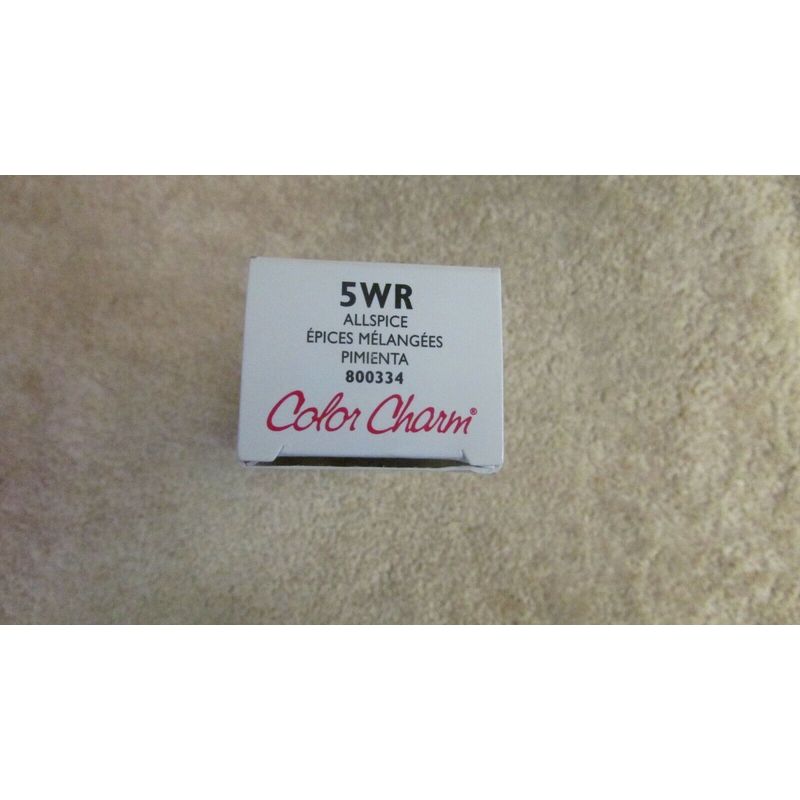 5WR
ALLSPICE
ÉPICES MÉLANGÉES
PIMIENTA
800334
Color Charm®